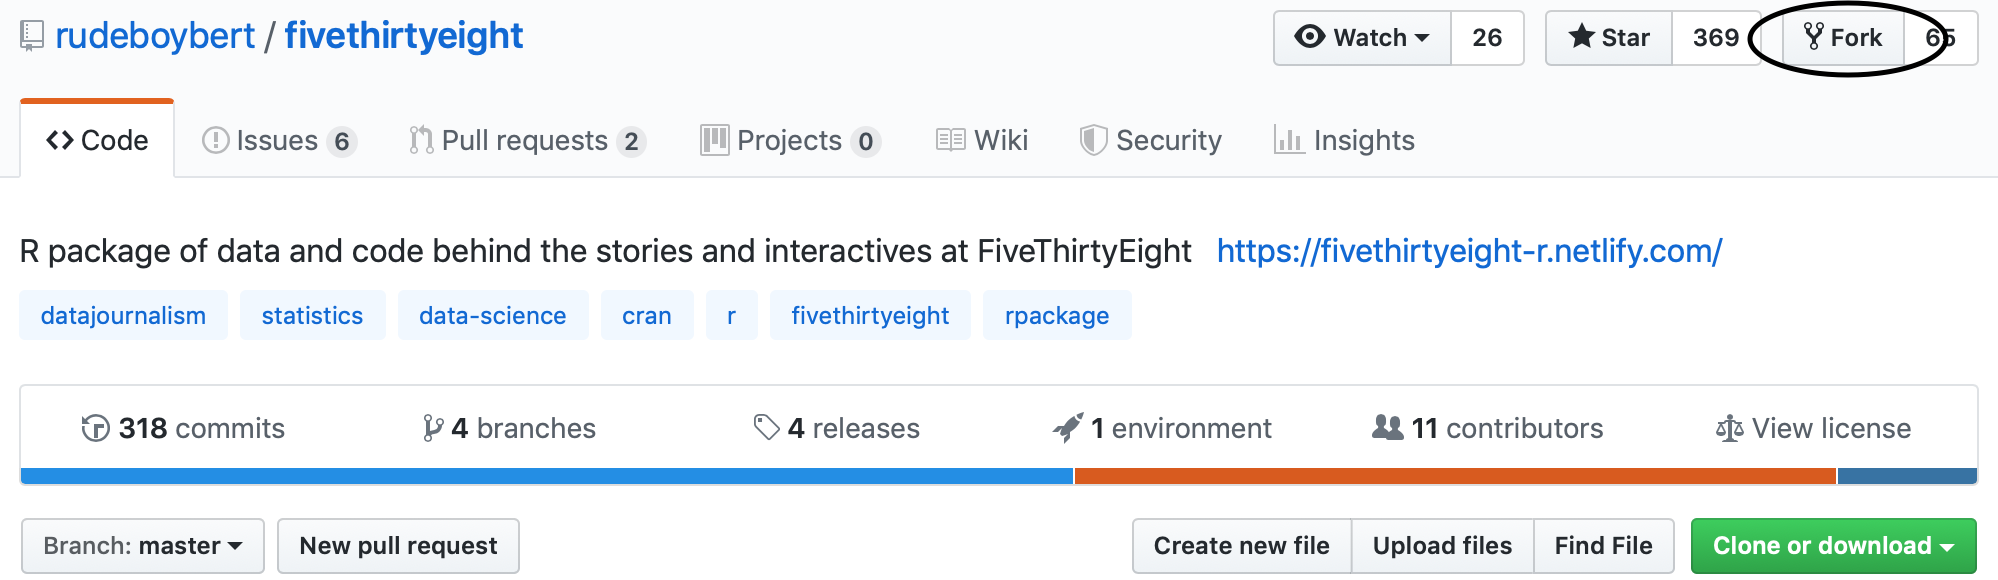 rudeboybert / fivethirtyeight Watch 26 Star 369 Fork 65
Code Issues 6 Pull requests 2 Projects 0 Wiki Security Insights
R package of data and code behind the stories and interactives at FiveThirtyEight https://fivethirtyeight-r.netlify.com/
datajournalism statistics data-science cran r fivethirtyeight rpackage
318 commits 4 branches 4 releases 1 environment 11 contributors View license
Branch: master New pull request Create new file Upload files Find File Clone or download